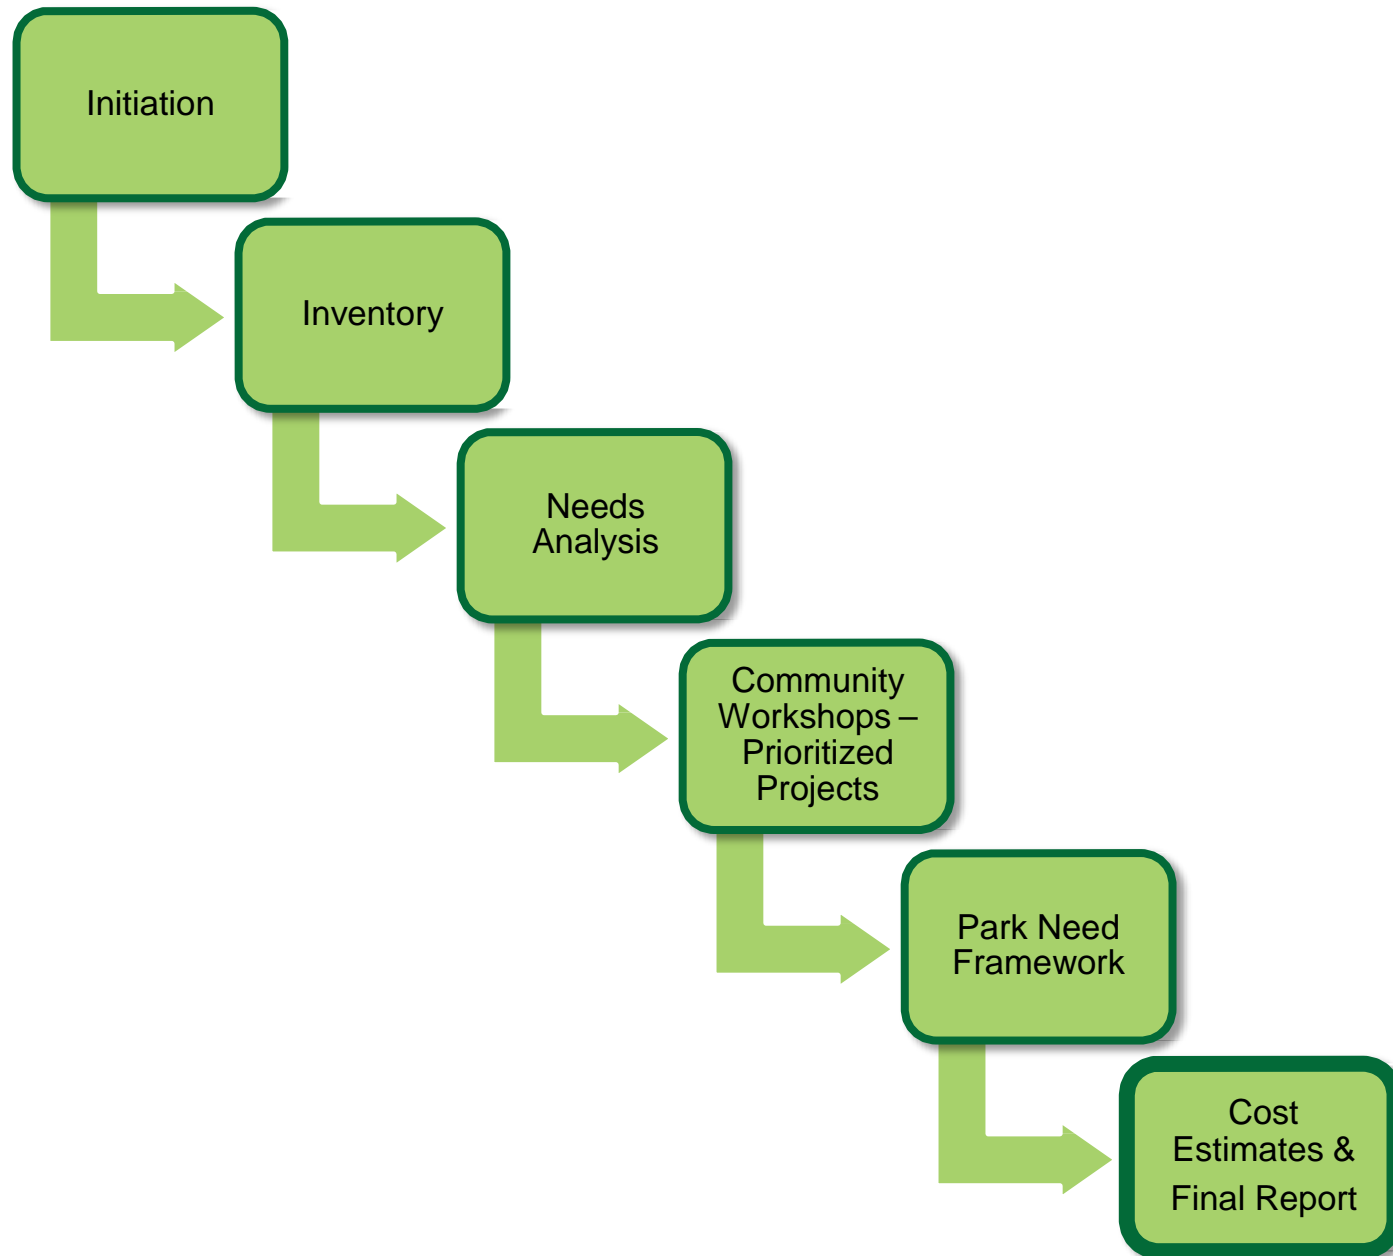 Initiation
Inventory
Needs
Analysis
Community
Workshops –
Prioritized
Projects
Park Need
Framework
Cost
Estimates &
Final Report